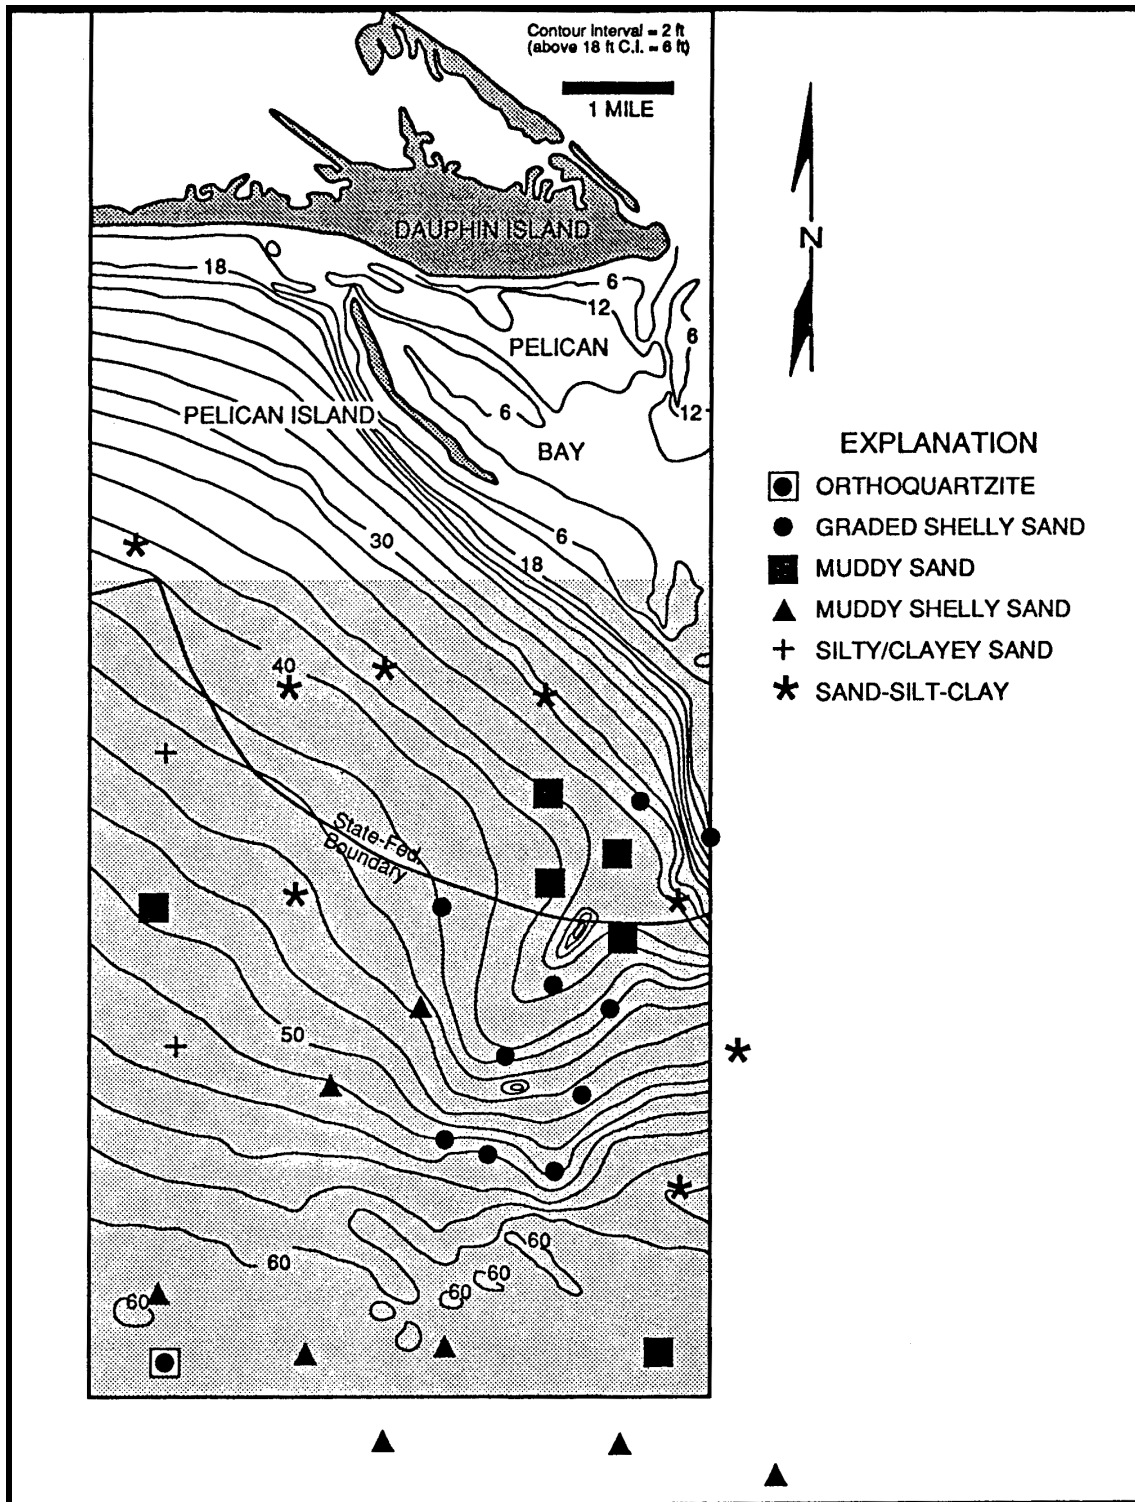 Contour Interval = 2 ft
(above 18 ft C.I. = 6 ft)
1 MILE
DAUPHIN ISLAND
N
18
6
12
6
PELICAN
PELICAN ISLAND
6
12
BAY
EXPLANATION
ORTHOQUARTZITE
GRADED SHELLY SAND
MUDDY SAND
MUDDY SHELLY SAND
SILTY/CLAYEY SAND
SAND-SILT-CLAY
30
6
18
40
State-Fed.
Boundary
50
60
60
60
60
60